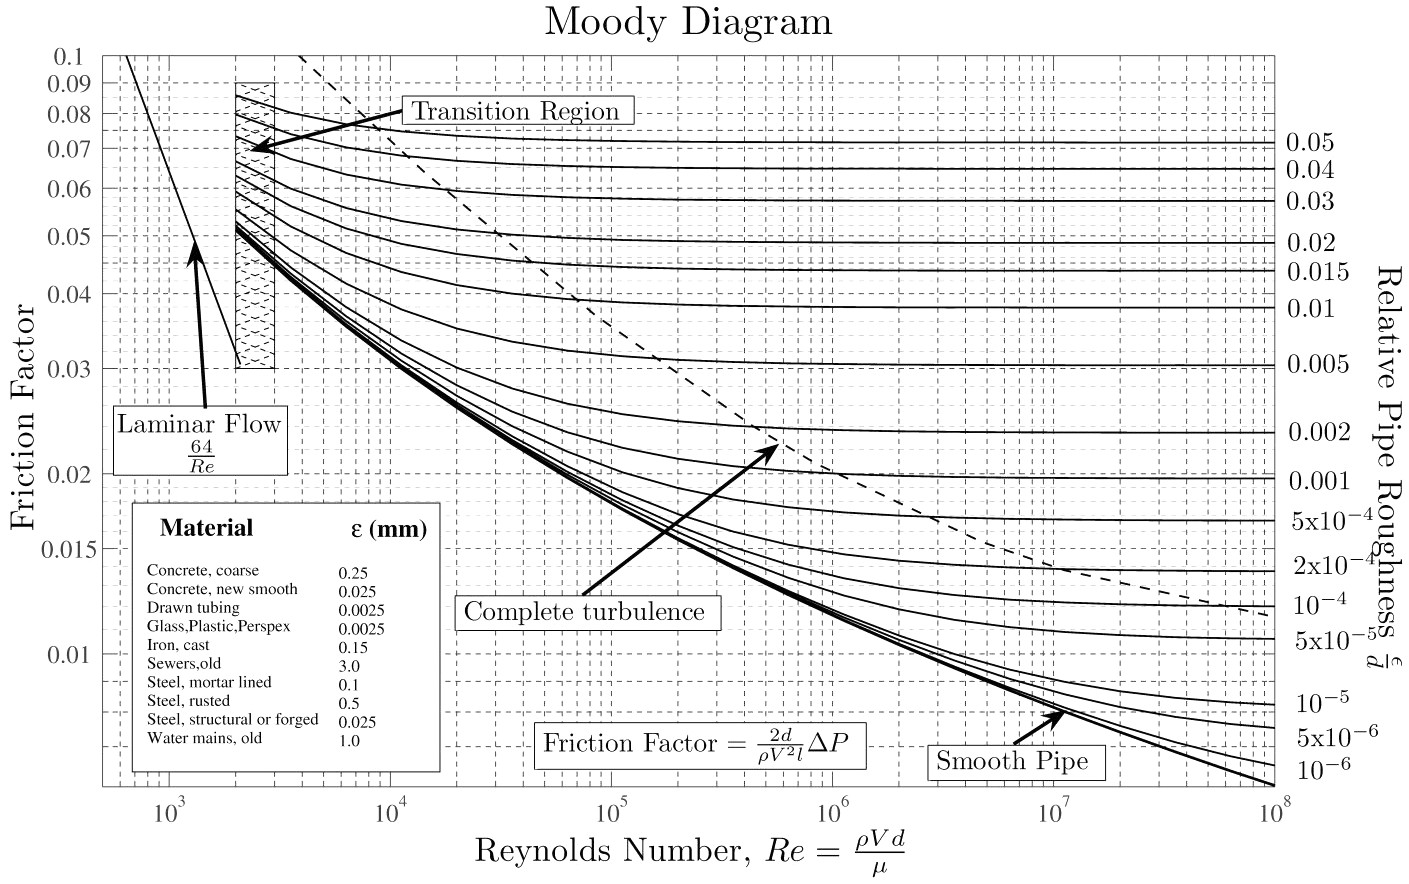 Moody Diagram
0.1
0.09
0.08
0.07
0.06
0.05
0.04
0.03
0.02
0.015
0.01
Friction Factor
Transition Region
Laminar Flow
64
Re
Material ε (mm)
Concrete, coarse 0.25
Concrete, new smooth 0.025
Drawn tubing 0.0025
Glass,Plastic,Perspex 0.0025
Iron, cast 0.15
Sewers,old 3.0
Steel, mortar lined 0.1
Steel, rusted 0.5
Steel, structural or forged 0.025
Water mains, old 1.0
Complete turbulence
Friction Factor = 2d/ρV²l ΔP
Smooth Pipe
0.05
0.04
0.03
0.02
0.015
0.01
0.005
0.002
0.001
5x10⁻⁴
2x10⁻⁴
10⁻⁴
5x10⁻⁵
10⁻⁵
5x10⁻⁶
10⁻⁶
Relative Pipe Roughness ϵ/d
10³ 10⁴ 10⁵ 10⁶ 10⁷ 10⁸
Reynolds Number, Re = ρVd/μ